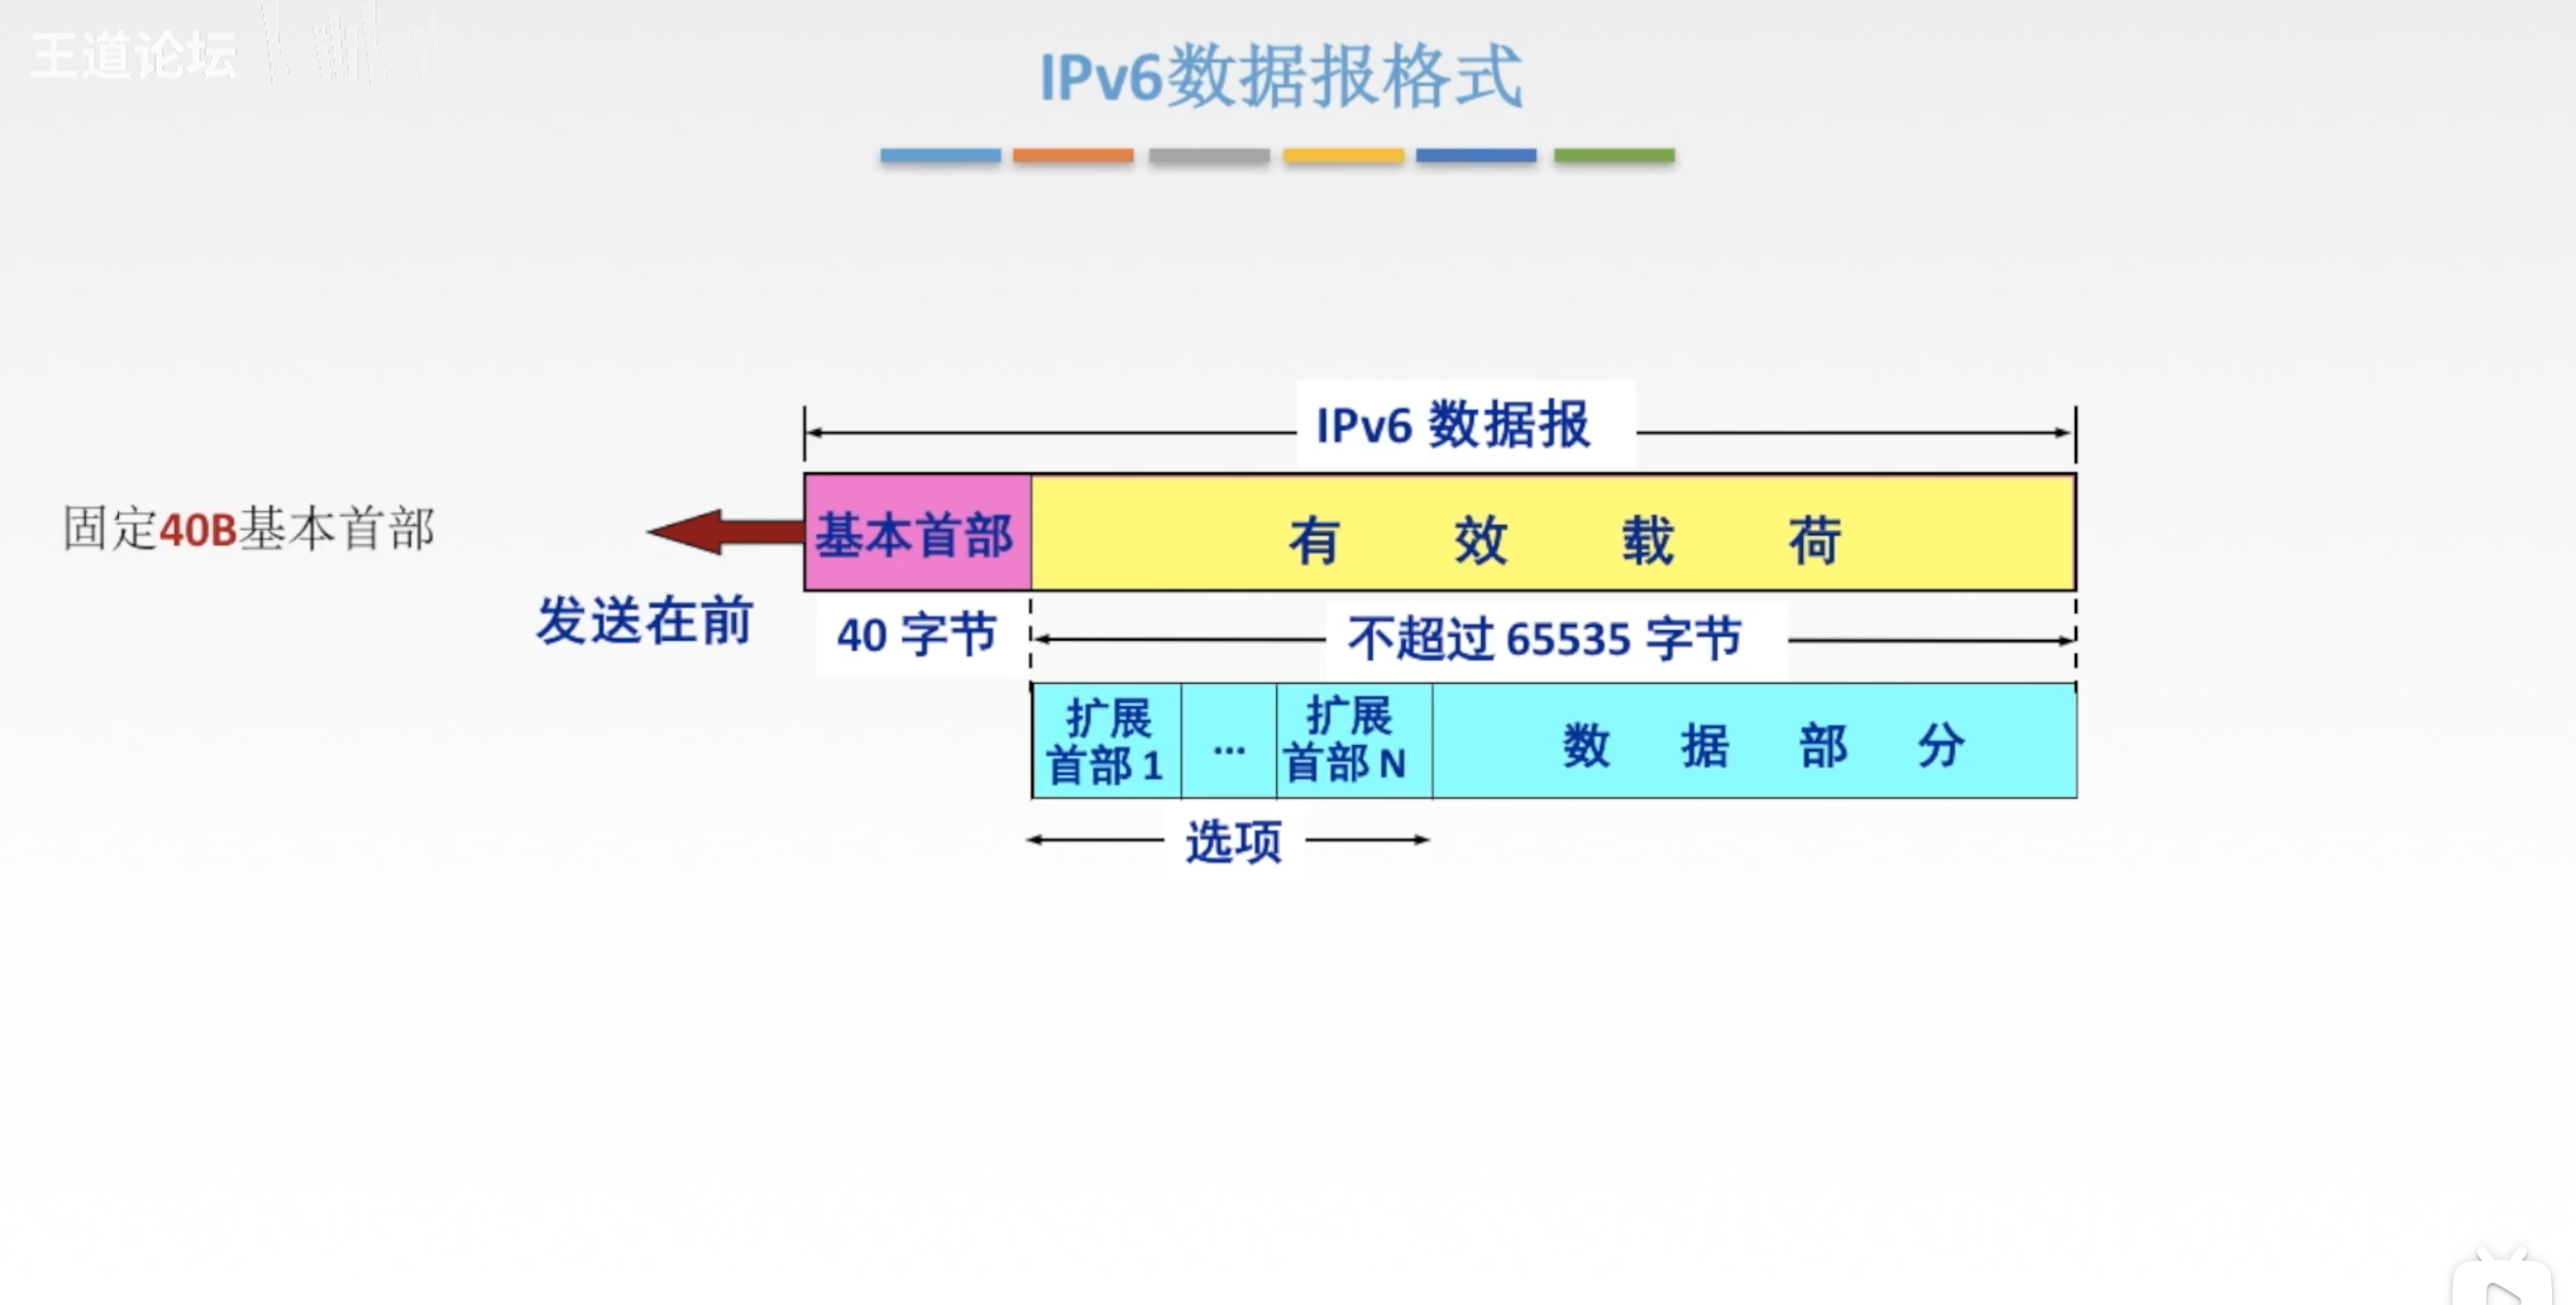 王道论坛
IPv6数据报格式
IPv6 数据报
固定40B基本首部
基本首部
有 效 载 荷
发送在前
40 字节
不超过 65535 字节
扩展
首部 1
...
扩展
首部 N
数 据 部 分
选项